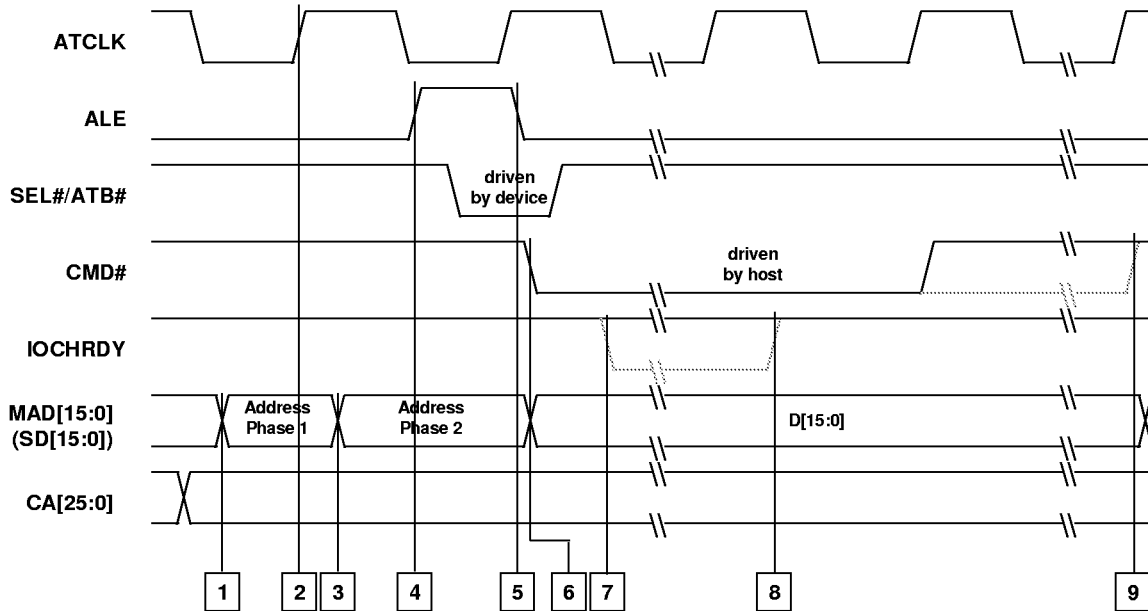 ATCLK
ALE
SEL#/ATB#
driven
by device
CMD#
driven
by host
IOCHRDY
MAD[15:0]
(SD[15:0])
Address
Phase 1
Address
Phase 2
D[15:0]
CA[25:0]
1 2 3 4 5 6 7 8 9